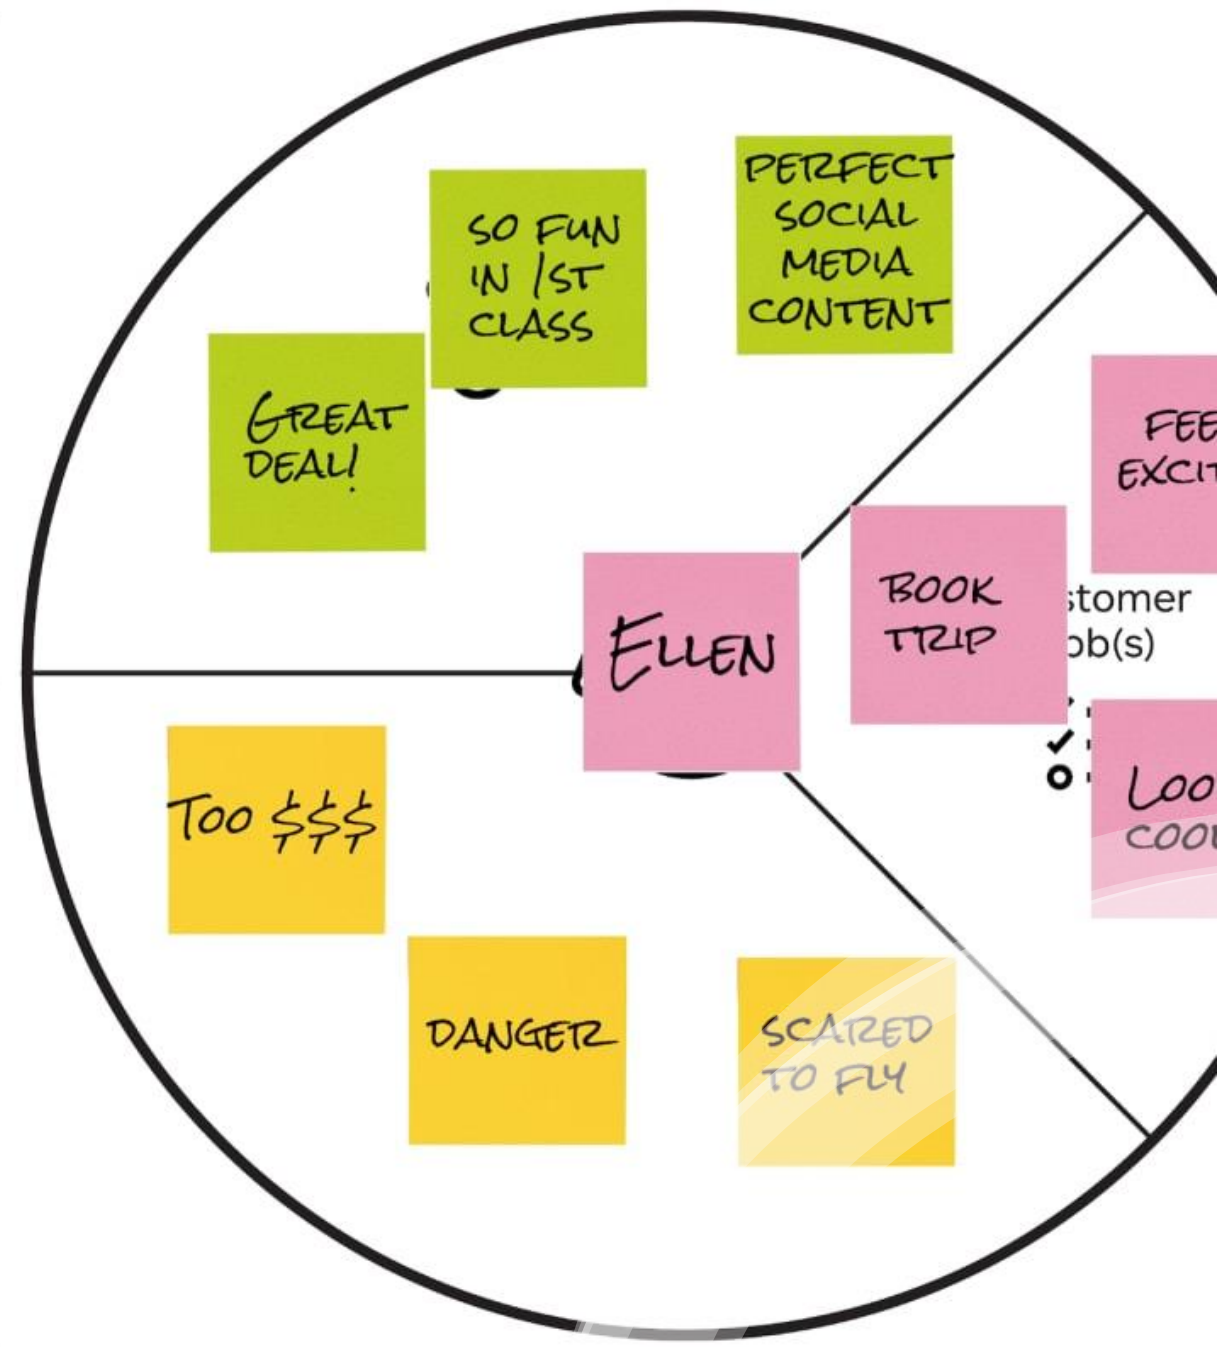 PERFECT
SOCIAL
MEDIA
CONTENT
SO FUN
IN 1ST
CLASS
GREAT
DEAL!
ELLEN
BOOK
TRIP
TOO $$$
DANGER
SCARED
TO FLY